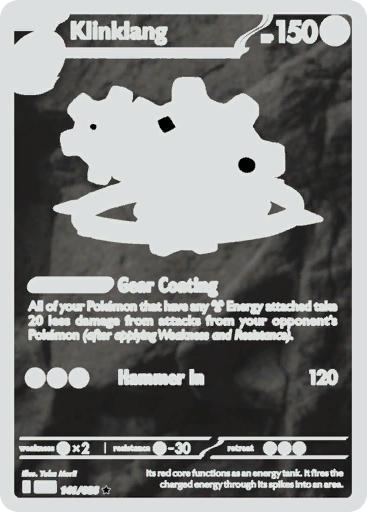 Klinklang
HP 150
Gear Coating
All of your Pokémon that have any Energy attached take
20 less damage from attacks from your opponent's
Pokémon (after applying Weakness and Resistance).
Hammer In 120
weakness ×2 resistance -30 retreat
Illus. Taiga Morii
Its red core functions as an energy tank. It fires the
charged energy through its spikes into an area.